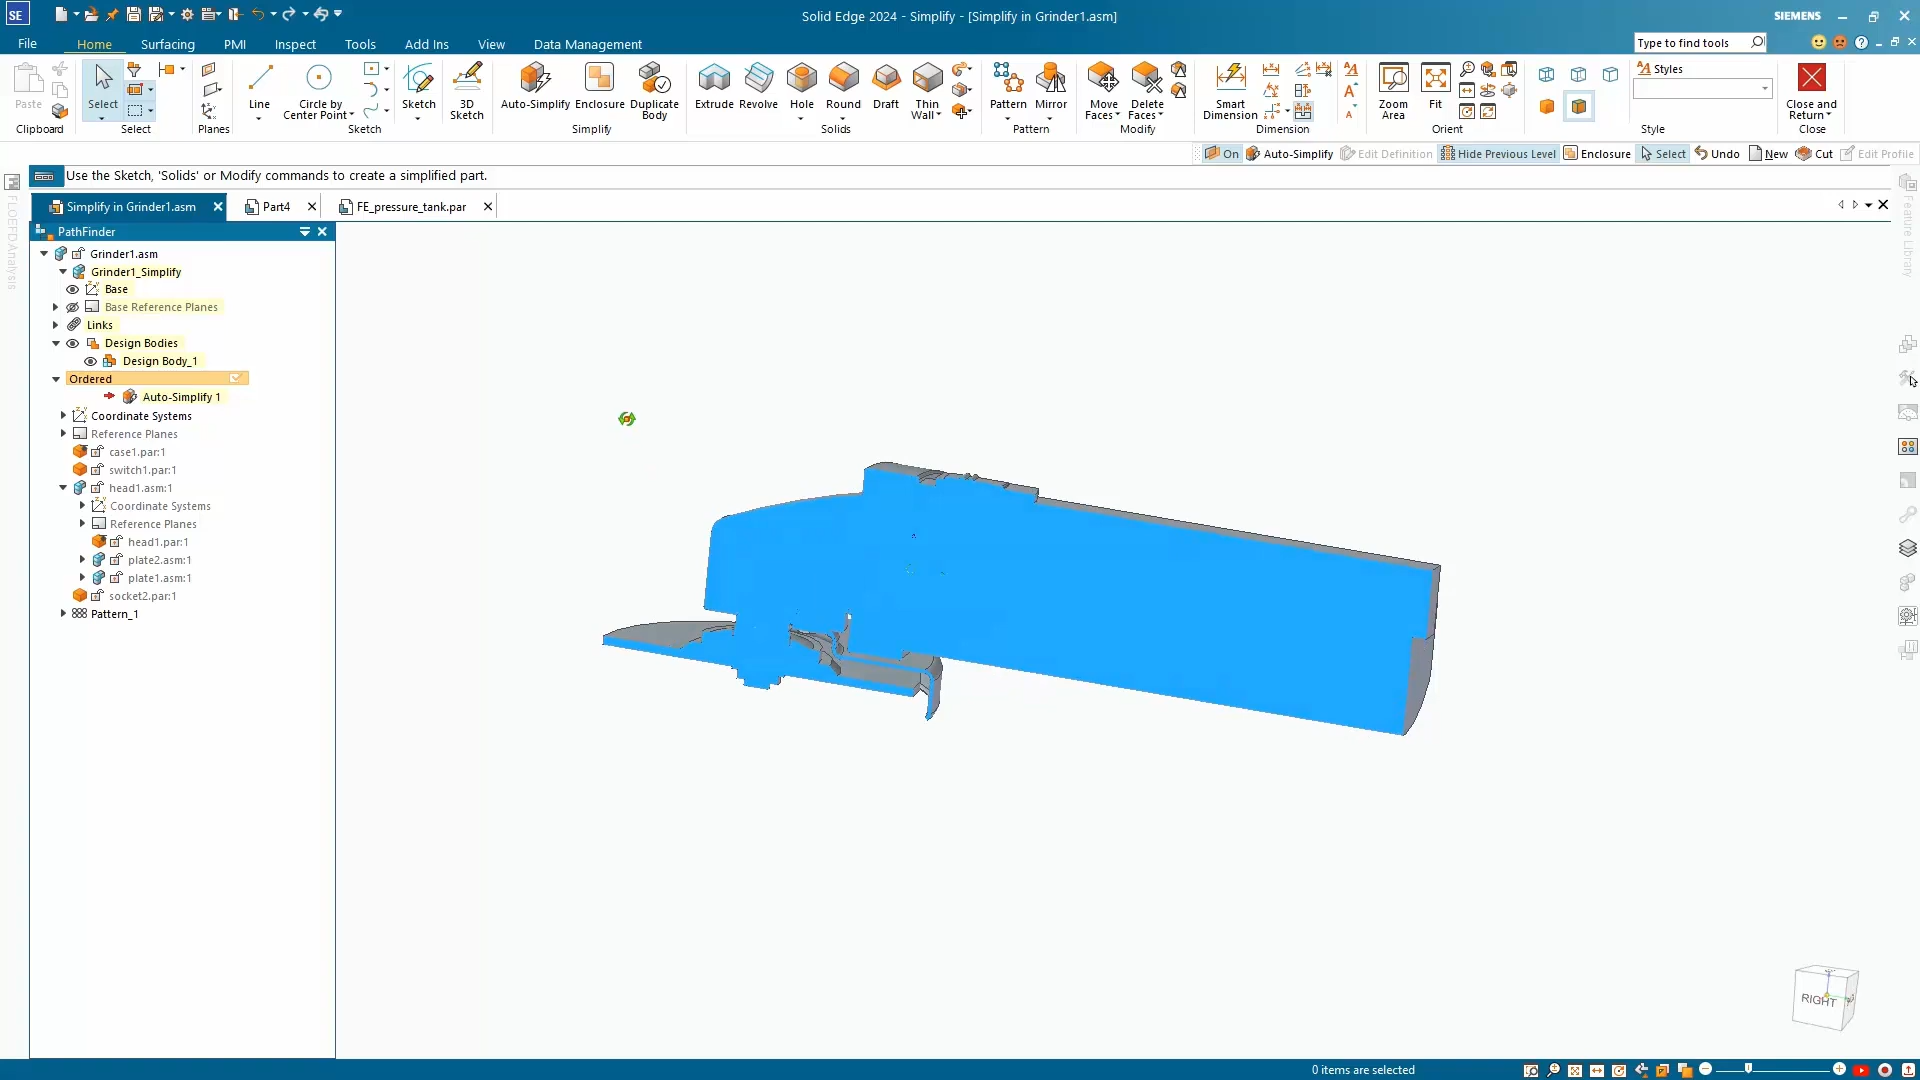 SE
Solid Edge 2024 - Simplify - [Simplify in Grinder1.asm]
SIEMENS
File
Home
Surfacing
PMI
Inspect
Tools
Add Ins
View
Data Management
Type to find tools
Paste
Clipboard
Select
Select
Planes
Line
Circle by Center Point
Sketch
3D Sketch
Sketch
Auto-Simplify
Enclosure
Duplicate Body
Simplify
Extrude
Revolve
Hole
Round
Draft
Thin Wall
Solids
Pattern
Mirror
Pattern
Move Faces
Delete Faces
Modify
Smart Dimension
Dimension
Zoom Area
Fit
Orient
Styles
Style
Close and Return
Close
On
Auto-Simplify
Edit Definition
Hide Previous Level
Enclosure
Select
Undo
New
Cut
Edit Profile
Use the Sketch, 'Solids' or Modify commands to create a simplified part.
Simplify in Grinder1.asm
Part4
FE_pressure_tank.par
FLOEFD Analysis
Feature Library
PathFinder
Grinder1.asm
Grinder1_Simplify
Base
Base Reference Planes
Links
Design Bodies
Design Body_1
Ordered
Auto-Simplify 1
Coordinate Systems
Reference Planes
case1.par:1
switch1.par:1
head1.asm:1
Coordinate Systems
Reference Planes
head1.par:1
plate2.asm:1
plate1.asm:1
socket2.par:1
Pattern_1
RIGHT
0 items are selected